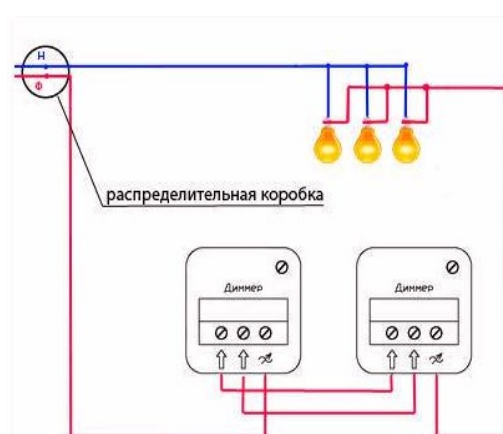 Н
Ф
распределительная коробка
Диммер
Диммер